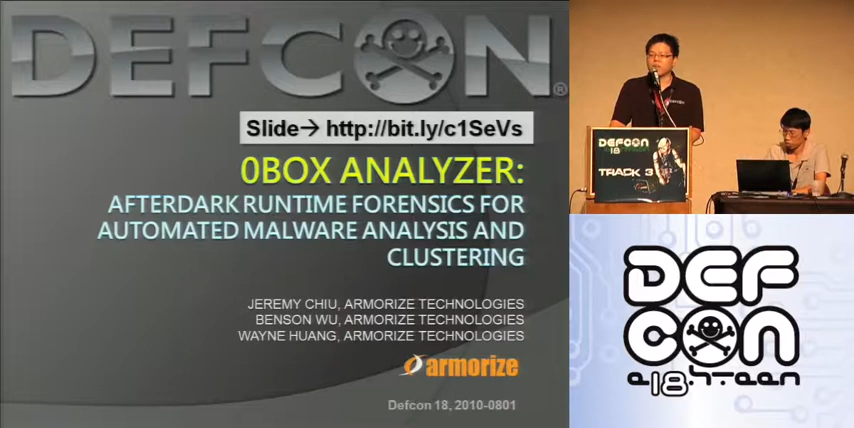 DEFCON®
Slide→ http://bit.ly/c1SeVs
0BOX ANALYZER:
AFTERDARK RUNTIME FORENSICS FOR
AUTOMATED MALWARE ANALYSIS AND
CLUSTERING
JEREMY CHIU, ARMORIZE TECHNOLOGIES
BENSON WU, ARMORIZE TECHNOLOGIES
WAYNE HUANG, ARMORIZE TECHNOLOGIES
armorize
Defcon 18, 2010-0801
DEFCON
18
TRACK 3
DEF
CON
e18hteen